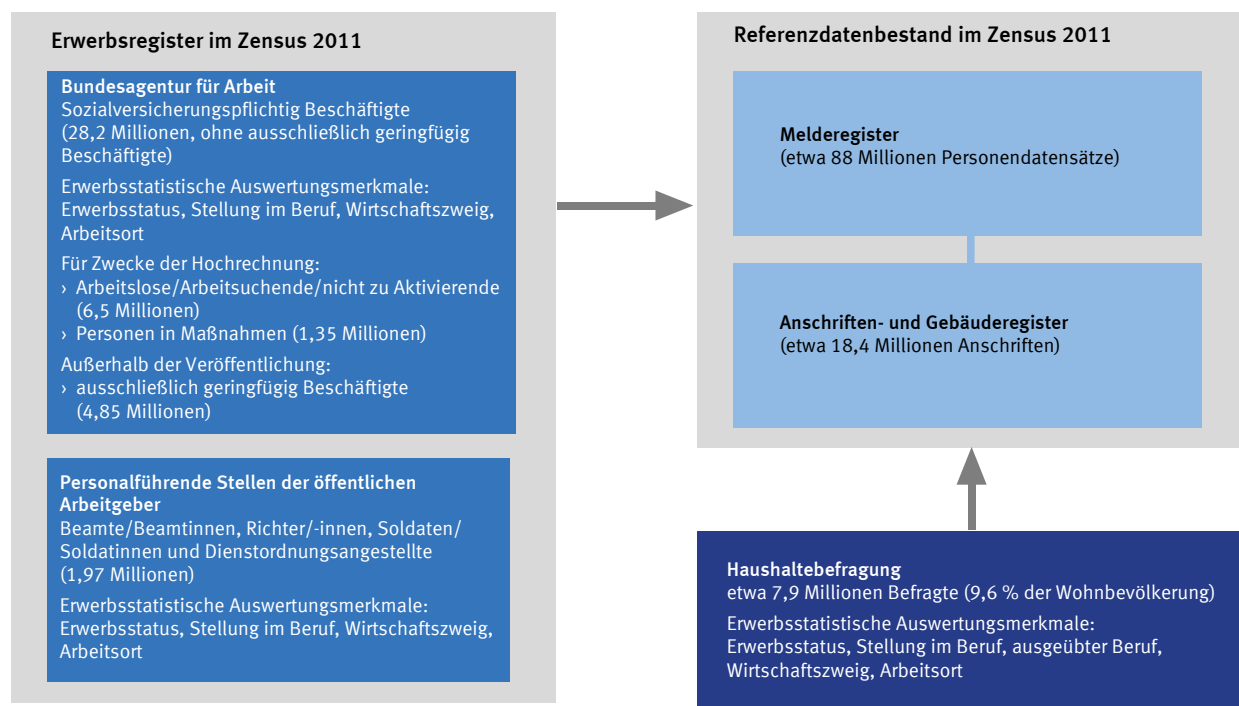 Erwerbsregister im Zensus 2011
Bundesagentur für Arbeit
Sozialversicherungspflichtig Beschäftigte
(28,2 Millionen, ohne ausschließlich geringfügig
Beschäftigte)
Erwerbsstatistische Auswertungsmerkmale:
Erwerbsstatus, Stellung im Beruf, Wirtschaftszweig,
Arbeitsort
Für Zwecke der Hochrechnung:
› Arbeitslose/Arbeitsuchende/nicht zu Aktivierende
(6,5 Millionen)
› Personen in Maßnahmen (1,35 Millionen)
Außerhalb der Veröffentlichung:
› ausschließlich geringfügig Beschäftigte
(4,85 Millionen)
Personalführende Stellen der öffentlichen
Arbeitgeber
Beamte/Beamtinnen, Richter/-innen, Soldaten/
Soldatinnen und Dienstordnungsangestellte
(1,97 Millionen)
Erwerbsstatistische Auswertungsmerkmale:
Erwerbsstatus, Stellung im Beruf, Wirtschaftszweig,
Arbeitsort
Referenzdatenbestand im Zensus 2011
Melderegister
(etwa 88 Millionen Personendatensätze)
Anschriften- und Gebäuderegister
(etwa 18,4 Millionen Anschriften)
Haushaltebefragung
etwa 7,9 Millionen Befragte (9,6 % der Wohnbevölkerung)
Erwerbsstatistische Auswertungsmerkmale:
Erwerbsstatus, Stellung im Beruf, ausgeübter Beruf,
Wirtschaftszweig, Arbeitsort